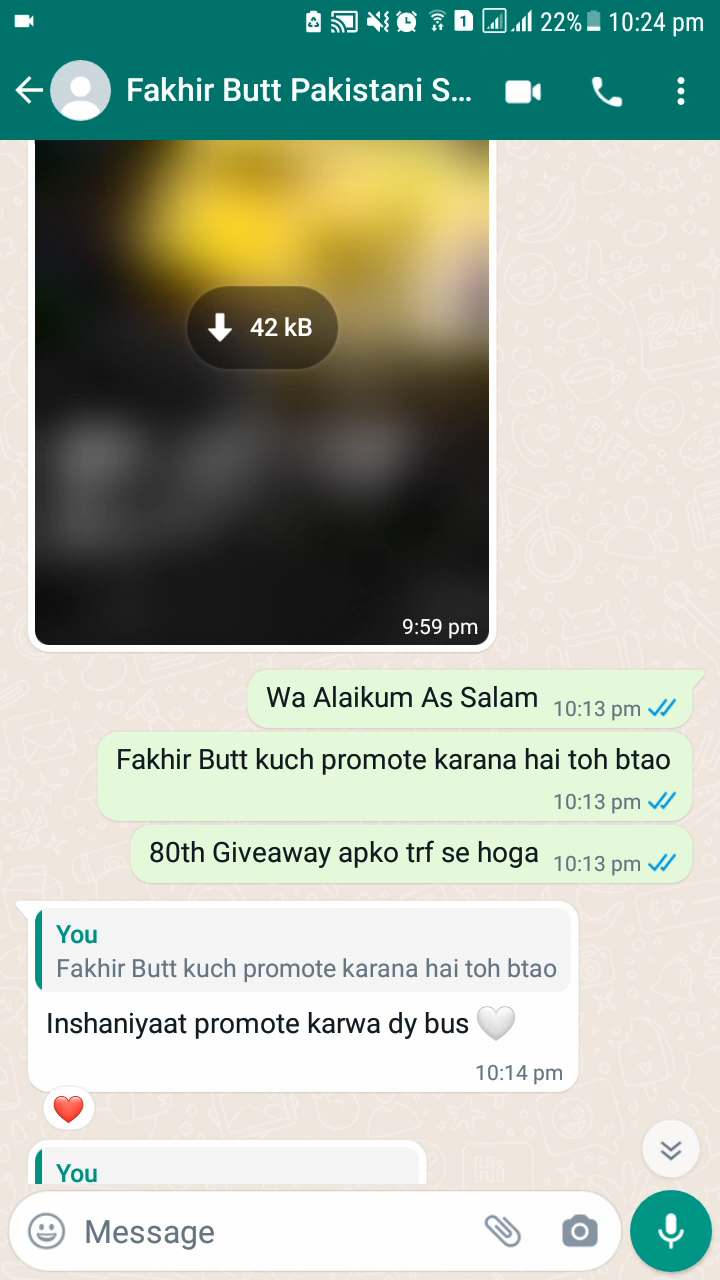 22% 10:24 pm
Fakhir Butt Pakistani S...
42 kB
9:59 pm
Wa Alaikum As Salam 10:13 pm
Fakhir Butt kuch promote karana hai toh btao
10:13 pm
80th Giveaway apko trf se hoga 10:13 pm
You
Fakhir Butt kuch promote karana hai toh btao
Inshaniyaat promote karwa dy bus 🤍
10:14 pm
❤️
You
Message